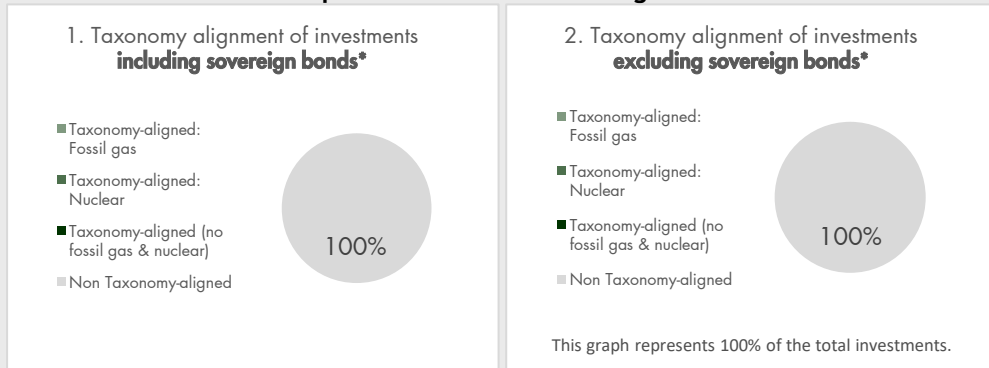 1. Taxonomy alignment of investments
including sovereign bonds*
Taxonomy-aligned:
Fossil gas
Taxonomy-aligned:
Nuclear
Taxonomy-aligned (no
fossil gas & nuclear)
Non Taxonomy-aligned
100%
2. Taxonomy alignment of investments
excluding sovereign bonds*
Taxonomy-aligned:
Fossil gas
Taxonomy-aligned:
Nuclear
Taxonomy-aligned (no
fossil gas & nuclear)
Non Taxonomy-aligned
100%
This graph represents 100% of the total investments.